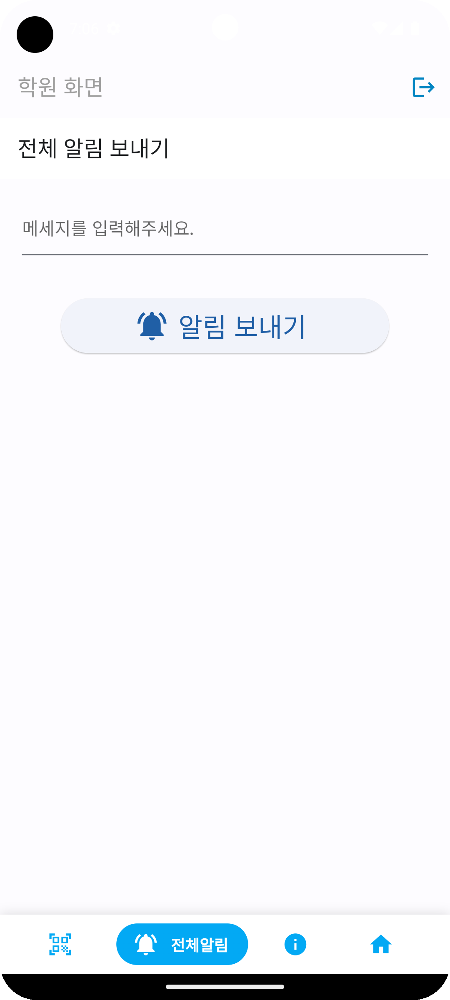 학원 화면
전체 알림 보내기
메세지를 입력해주세요.
알림 보내기
전체알림